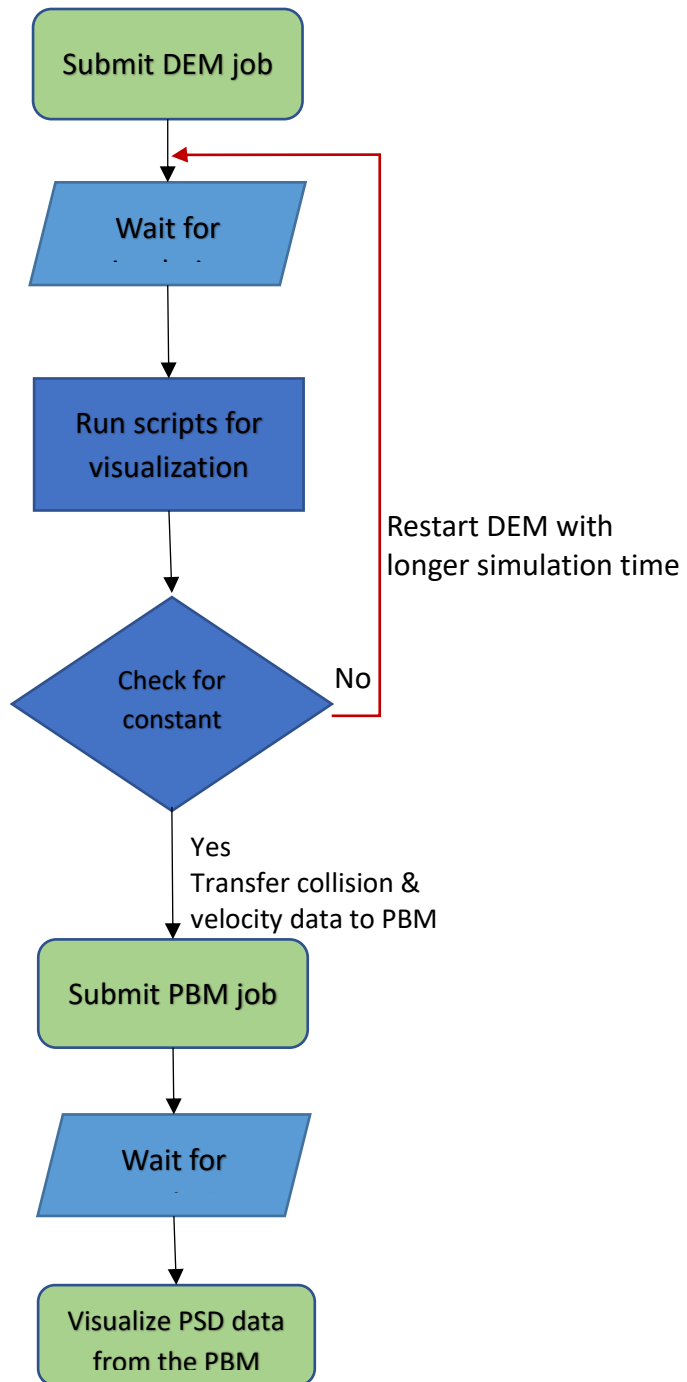 Submit DEM job
Wait for
Run scripts for
visualization
Restart DEM with
longer simulation time
Check for
constant
No
Yes
Transfer collision &
velocity data to PBM
Submit PBM job
Wait for
Visualize PSD data
from the PBM